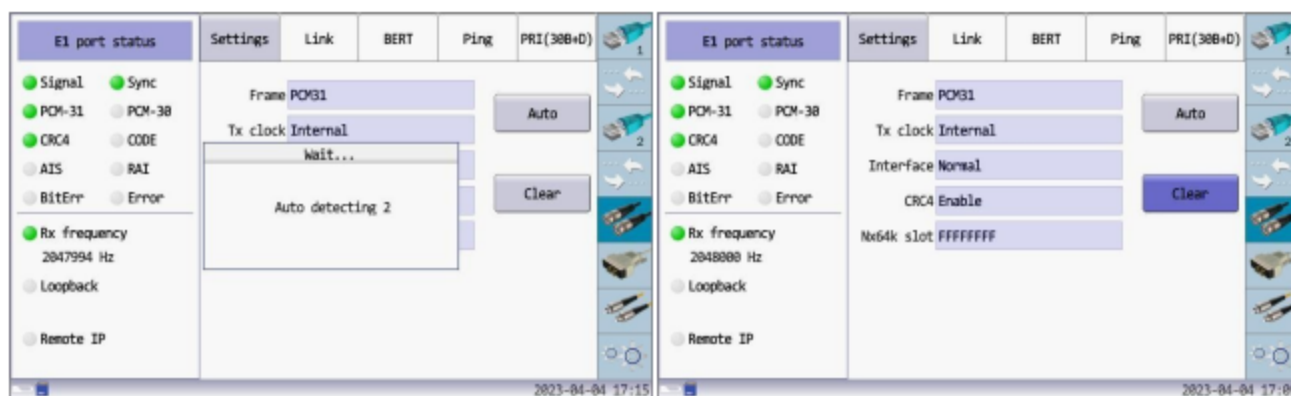 E1 port status
Settings Link BERT Ping PRI(30B+D)
1
Signal Sync
PCM-31 PCM-30
CRC4 CODE
AIS RAI
BitErr Error
Rx frequency
2047994 Hz
Loopback
Remote IP
Frame PCM31
Tx clock Internal
Wait...
Auto detecting 2
Auto
Clear
2
2023-04-04 17:15
E1 port status
Settings Link BERT Ping PRI(30B+D)
Signal Sync
PCM-31 PCM-30
CRC4 CODE
AIS RAI
BitErr Error
Rx frequency
2048000 Hz
Loopback
Remote IP
Frame PCM31
Tx clock Internal
Interface Normal
CRC4 Enable
Nx64k slot FFFFFFFF
Auto
Clear
2
2023-04-04